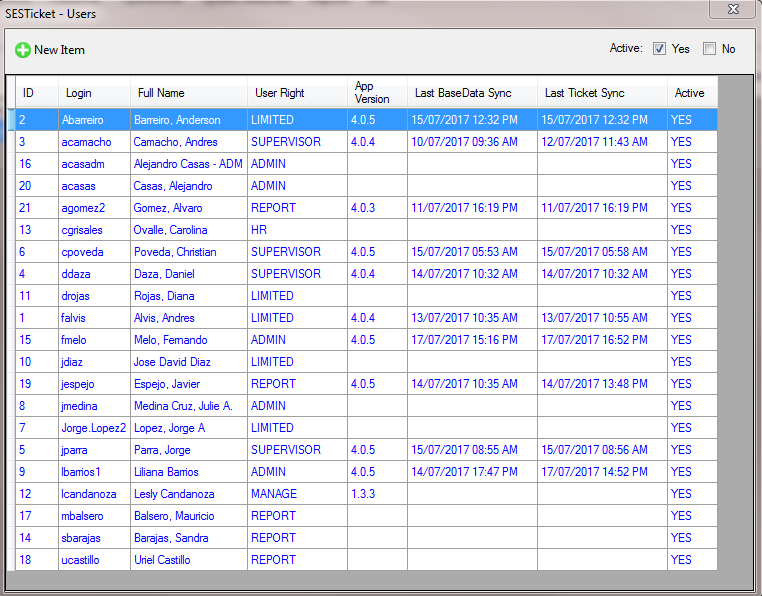 SESTicket - Users
New Item Active: Yes No
ID Login Full Name User Right App Version Last BaseData Sync Last Ticket Sync Active
2 Abarreiro Barreiro, Anderson LIMITED 4.0.5 15/07/2017 12:32 PM 15/07/2017 12:32 PM YES
3 acamacho Camacho, Andres SUPERVISOR 4.0.4 10/07/2017 09:36 AM 12/07/2017 11:43 AM YES
16 acasadm Alejandro Casas - ADM ADMIN YES
20 acasas Casas, Alejandro ADMIN YES
21 agomez2 Gomez, Alvaro REPORT 4.0.3 11/07/2017 16:19 PM 11/07/2017 16:19 PM YES
13 cgrisales Ovalle, Carolina HR YES
6 cpoveda Poveda, Christian SUPERVISOR 4.0.5 15/07/2017 05:53 AM 15/07/2017 05:58 AM YES
4 ddaza Daza, Daniel SUPERVISOR 4.0.4 14/07/2017 10:32 AM 14/07/2017 10:32 AM YES
11 drojas Rojas, Diana LIMITED YES
1 falvis Alvis, Andres LIMITED 4.0.4 13/07/2017 10:35 AM 13/07/2017 10:55 AM YES
15 fmelo Melo, Fernando ADMIN 4.0.5 17/07/2017 15:16 PM 17/07/2017 16:52 PM YES
10 jdiaz Jose David Diaz LIMITED YES
19 jespejo Espejo, Javier REPORT 4.0.5 14/07/2017 10:35 AM 14/07/2017 13:48 PM YES
8 jmedina Medina Cruz, Julie A. ADMIN YES
7 Jorge.Lopez2 Lopez, Jorge A LIMITED YES
5 jparra Parra, Jorge SUPERVISOR 4.0.5 15/07/2017 08:55 AM 15/07/2017 08:56 AM YES
9 lbarrios1 Liliana Barrios ADMIN 4.0.5 14/07/2017 17:47 PM 17/07/2017 14:52 PM YES
12 lcandanoza Lesly Candanoza MANAGE 1.3.3 YES
17 mbalsero Balsero, Mauricio REPORT YES
14 sbarajas Barajas, Sandra REPORT YES
18 ucastillo Uriel Castillo REPORT YES